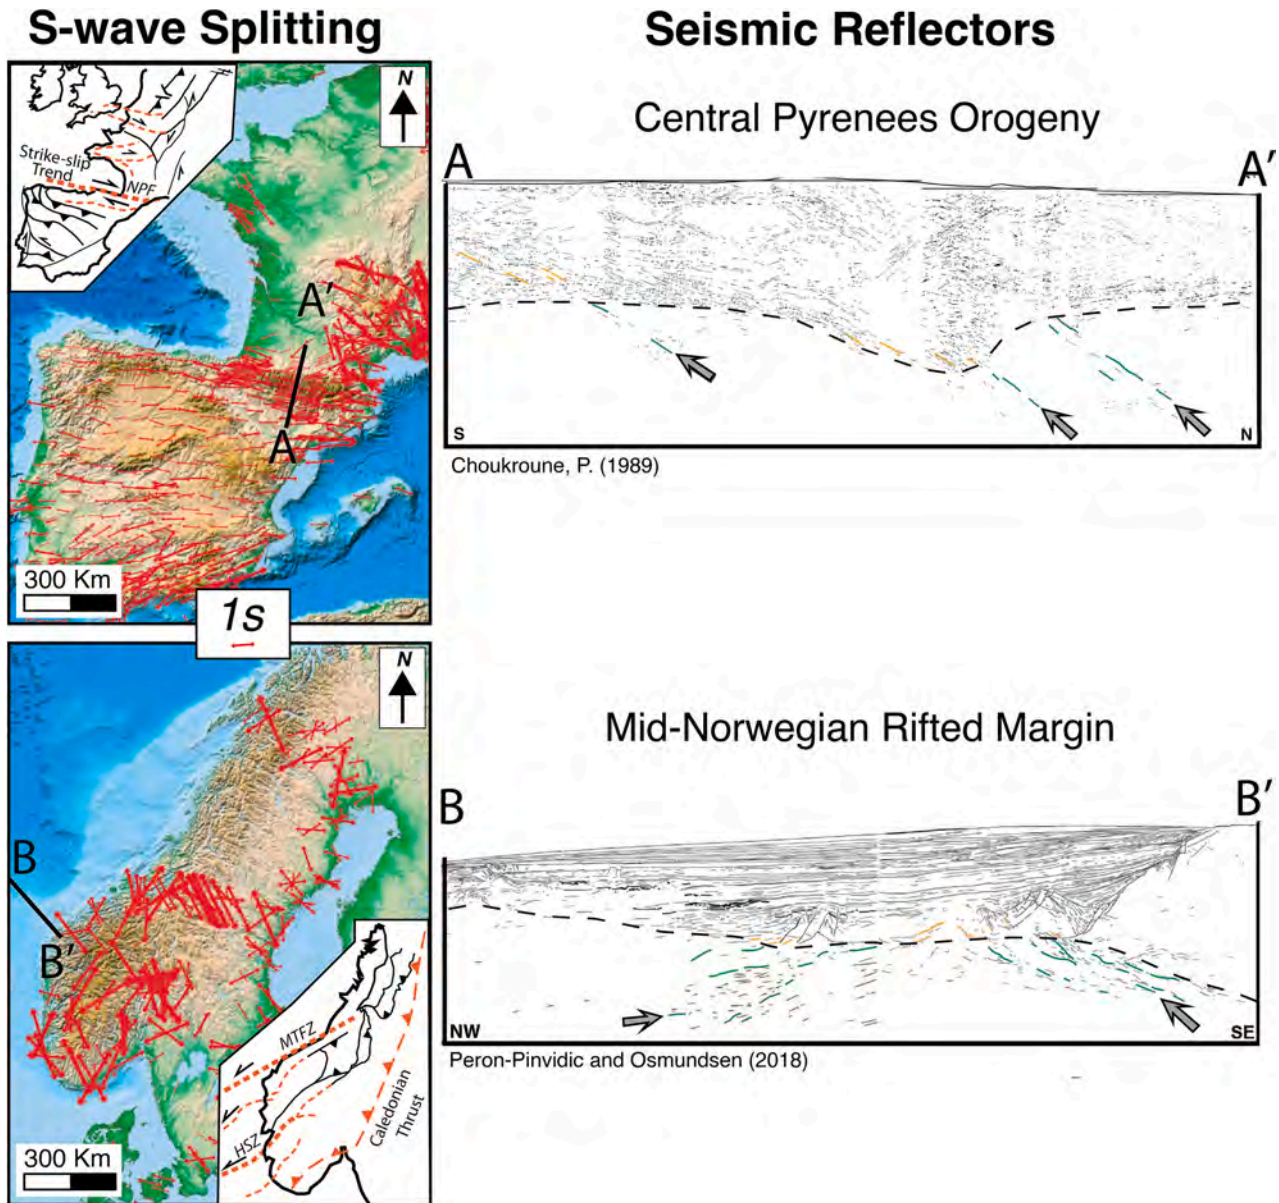 S-wave Splitting
Seismic Reflectors
N
Strike-slip
Trend
NPF
A'
A
300 Km
1s
Central Pyrenees Orogeny
A
A'
S
N
Choukroune, P. (1989)
N
B
B'
MTFZ
HSZ
Caledonian
Thrust
300 Km
Mid-Norwegian Rifted Margin
B
B'
NW
SE
Peron-Pinvidic and Osmundsen (2018)